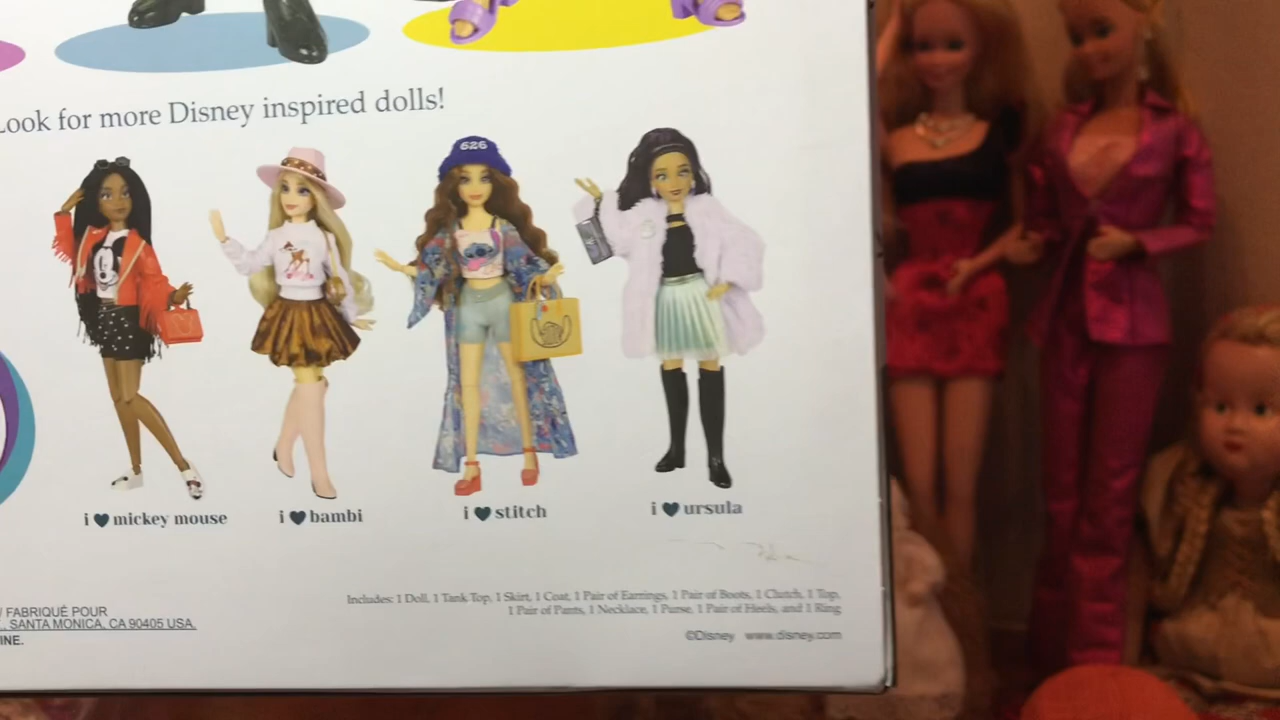 Look for more Disney inspired dolls!
626
i ♥ mickey mouse
i ♥ bambi
i ♥ stitch
i ♥ ursula
/ FABRIQUÉ POUR
SANTA MONICA, CA 90405 USA.
INE.
Includes: 1 Doll, 1 Tank Top, 1 Skirt, 1 Coat, 1 Pair of Earrings, 1 Pair of Boots, 1 Clutch, 1 Top,
1 Pair of Pants, 1 Necklace, 1 Purse, 1 Pair of Heels, and 1 Ring
©Disney www.disney.com